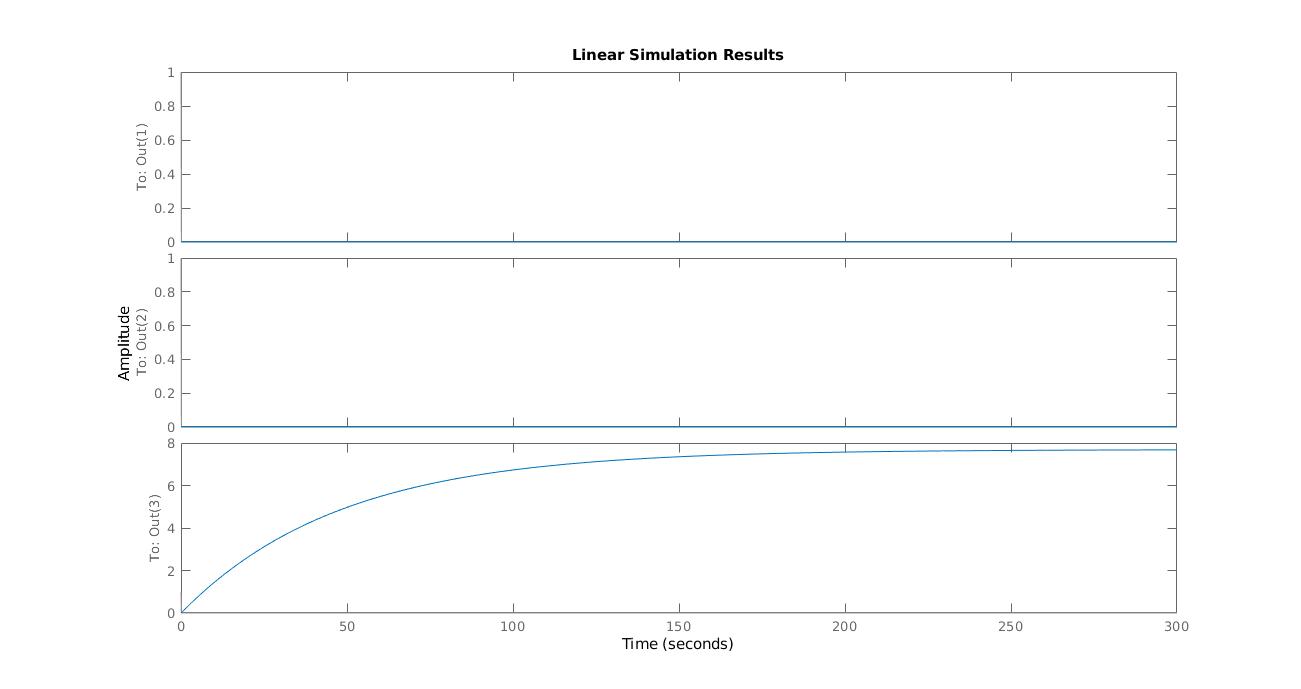 Linear Simulation Results
1
0.8
0.6
0.4
0.2
0
To: Out(1)
1
0.8
0.6
0.4
0.2
0
Amplitude
To: Out(2)
8
6
4
2
0
To: Out(3)
0 50 100 150 200 250 300
Time (seconds)